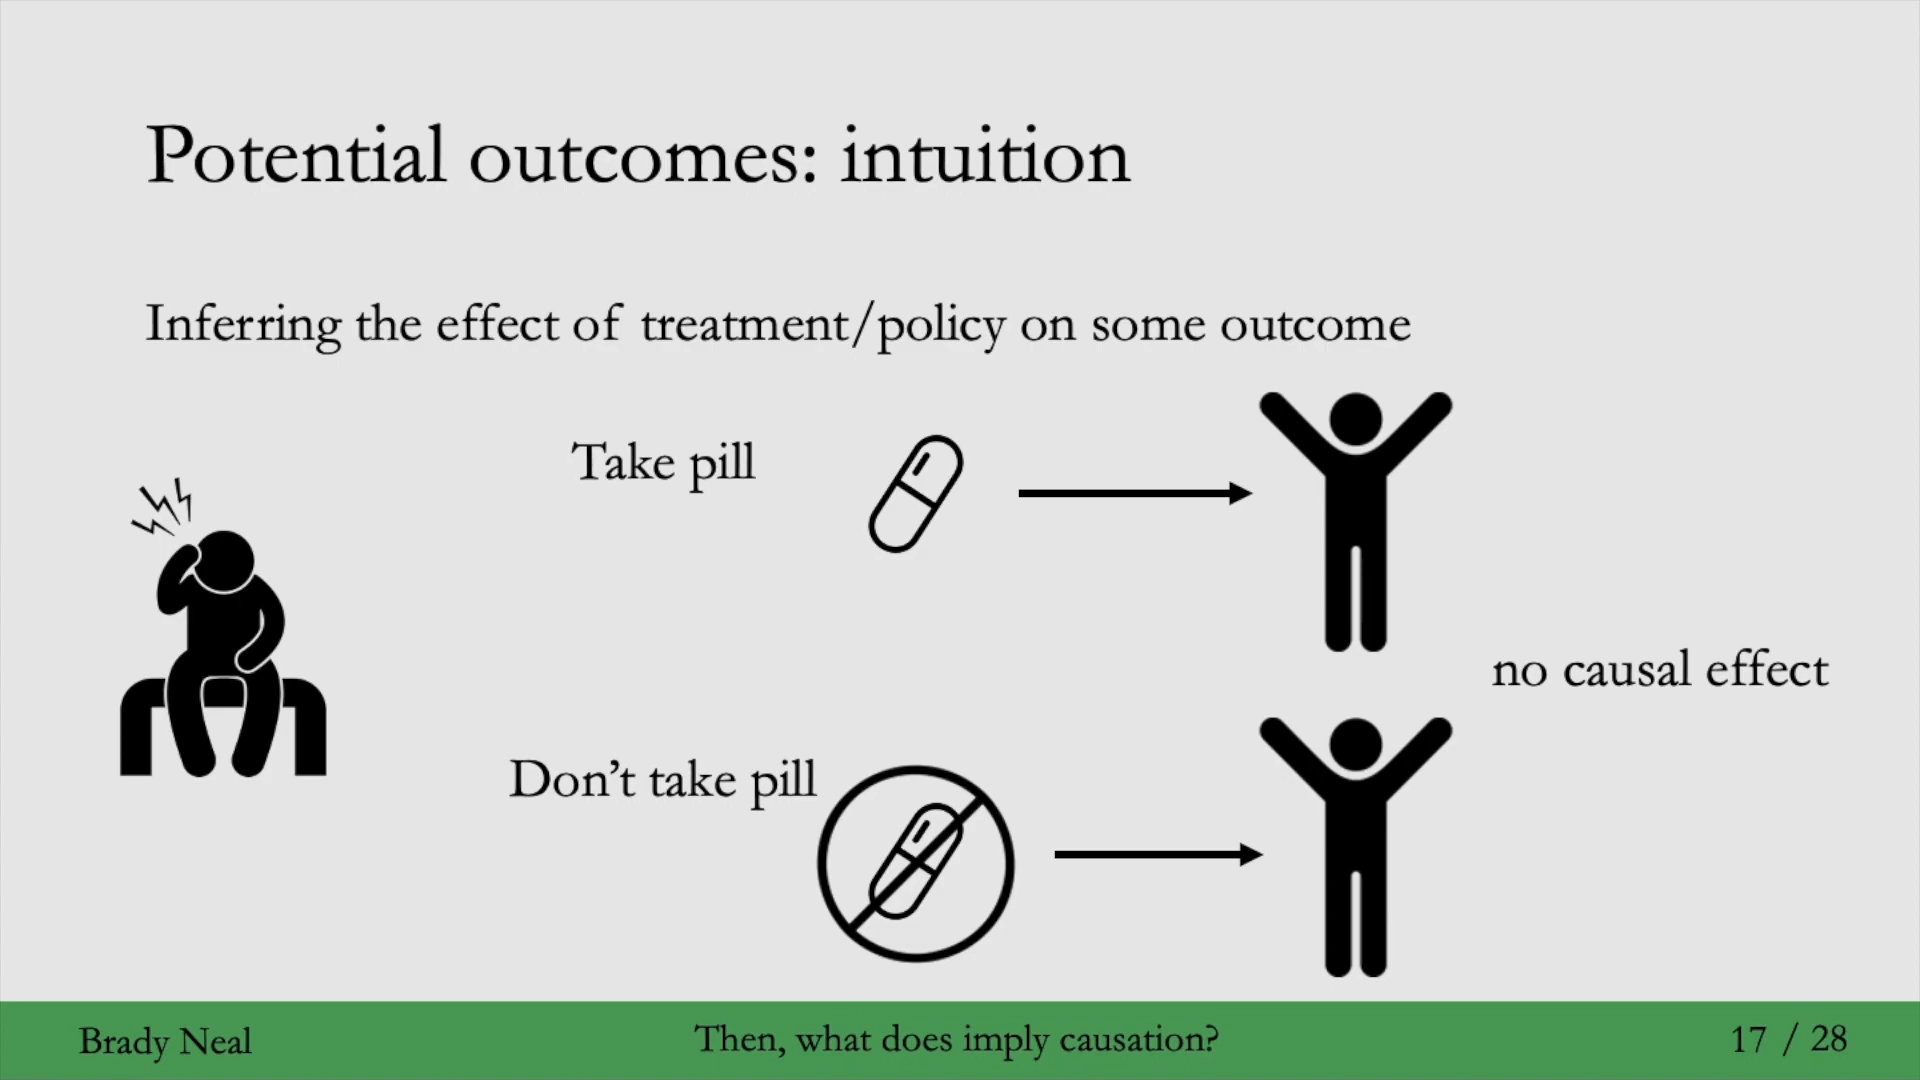 Potential outcomes: intuition
Inferring the effect of treatment/policy on some outcome
Take pill
no causal effect
Don’t take pill
Brady Neal
Then, what does imply causation?
17 / 28